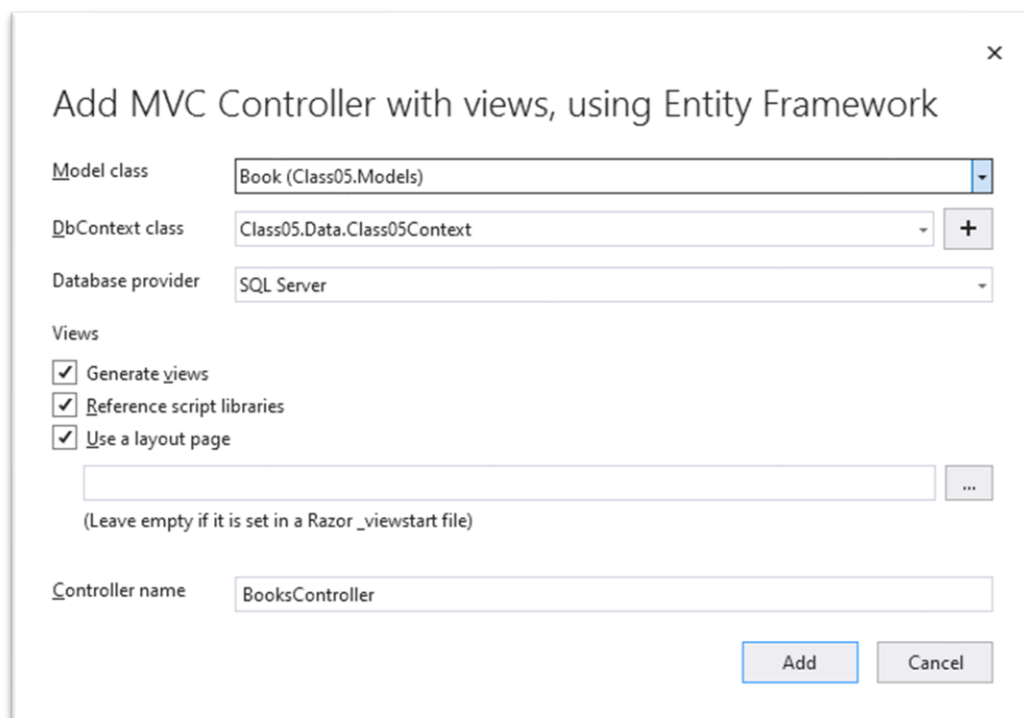 Add MVC Controller with views, using Entity Framework
Model class
Book (Class05.Models)
DbContext class
Class05.Data.Class05Context
Database provider
SQL Server
Views
Generate views
Reference script libraries
Use a layout page
...
(Leave empty if it is set in a Razor _viewstart file)
Controller name
BooksController
Add
Cancel